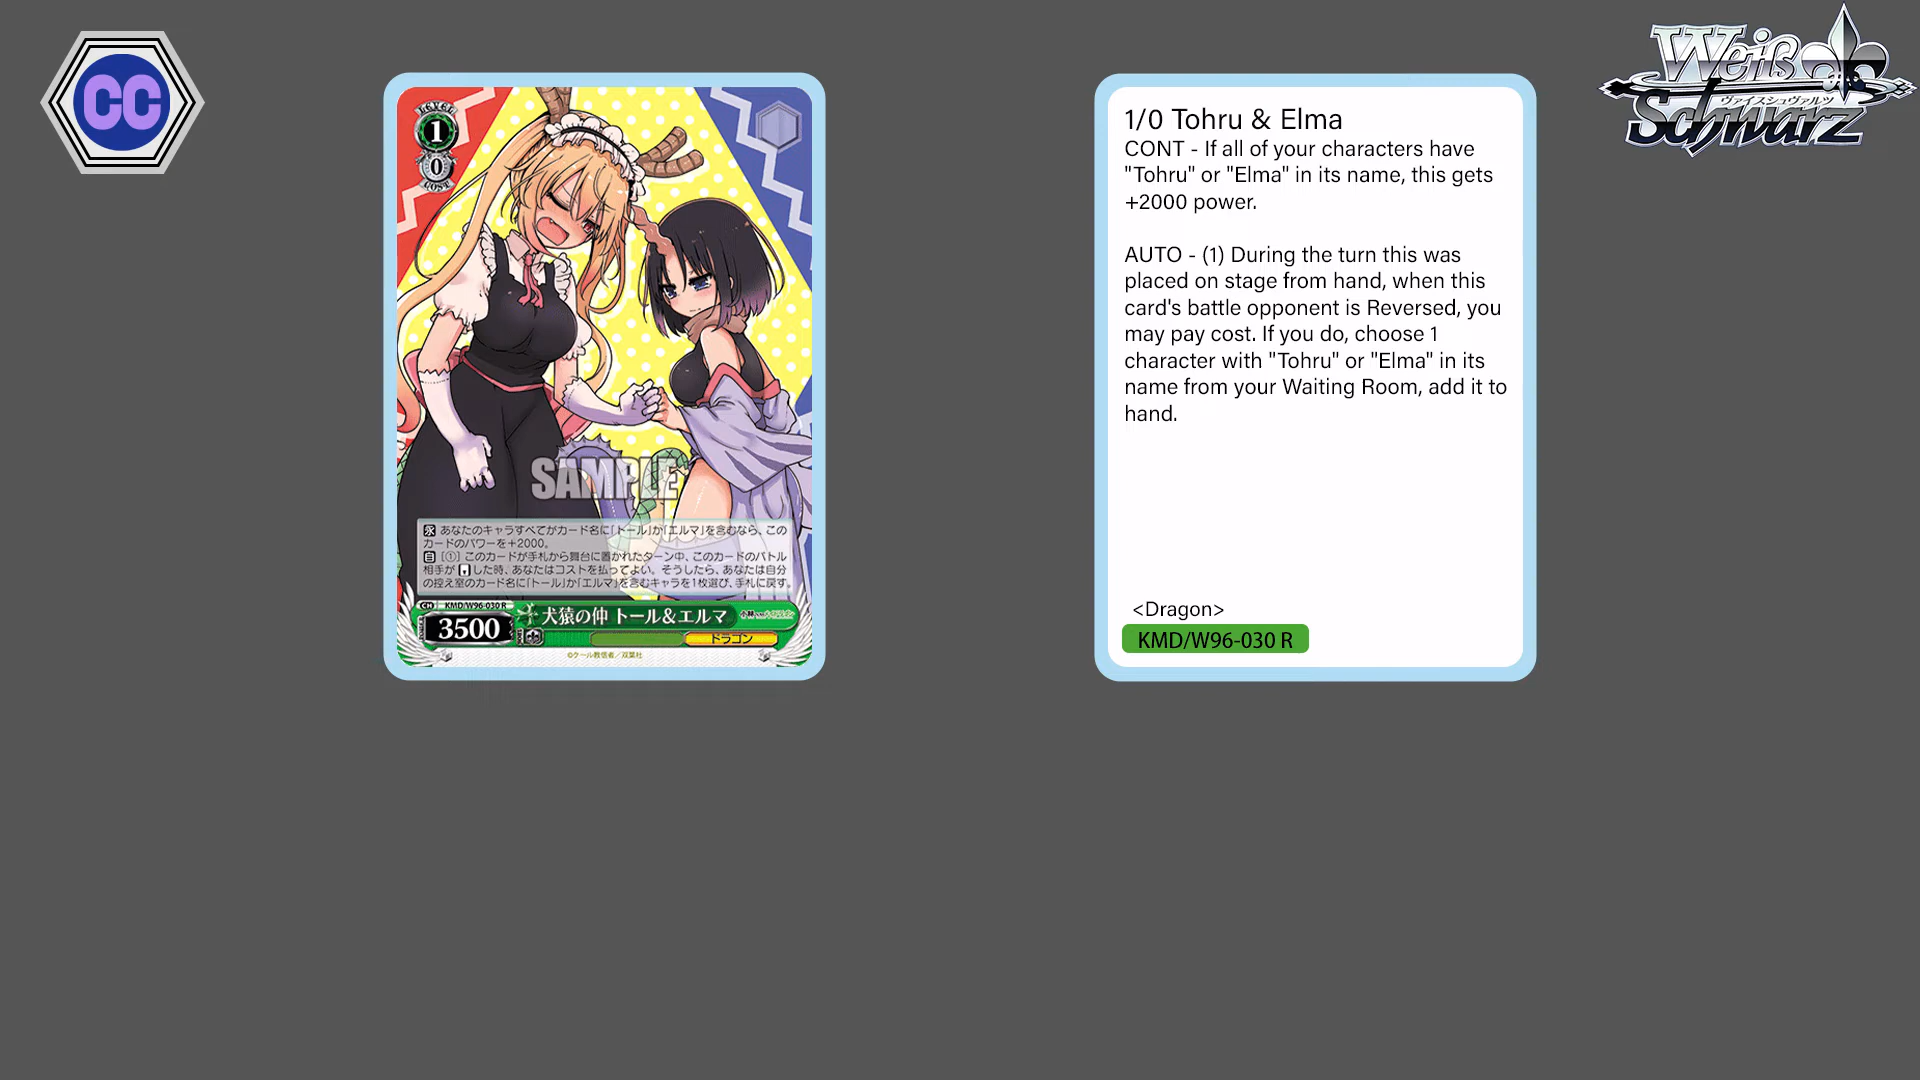 CC
LEVEL
1
0
COST
SAMPLE
永 あなたのキャラすべてがカード名に「トール」か「エルマ」を含むなら、この
カードのパワーを+2000。
自 [①] このカードが手札から舞台に置かれたターン中、このカードのバトル
相手が した時、あなたはコストを払ってよい。そうしたら、あなたは自分
の控え室のカード名に「トール」か「エルマ」を含むキャラを1枚選び、手札に戻す。
CH KMD/W96-030 R
犬猿の仲 トール&エルマ
3500
ドラゴン
©クール教信者/双葉社
1/0 Tohru & Elma
CONT - If all of your characters have
"Tohru" or "Elma" in its name, this gets
+2000 power.
AUTO - (1) During the turn this was
placed on stage from hand, when this
card's battle opponent is Reversed, you
may pay cost. If you do, choose 1
character with "Tohru" or "Elma" in its
name from your Waiting Room, add it to
hand.
<Dragon>
KMD/W96-030 R
Weiß
ヴァイスシュヴァルツ
Schwarz